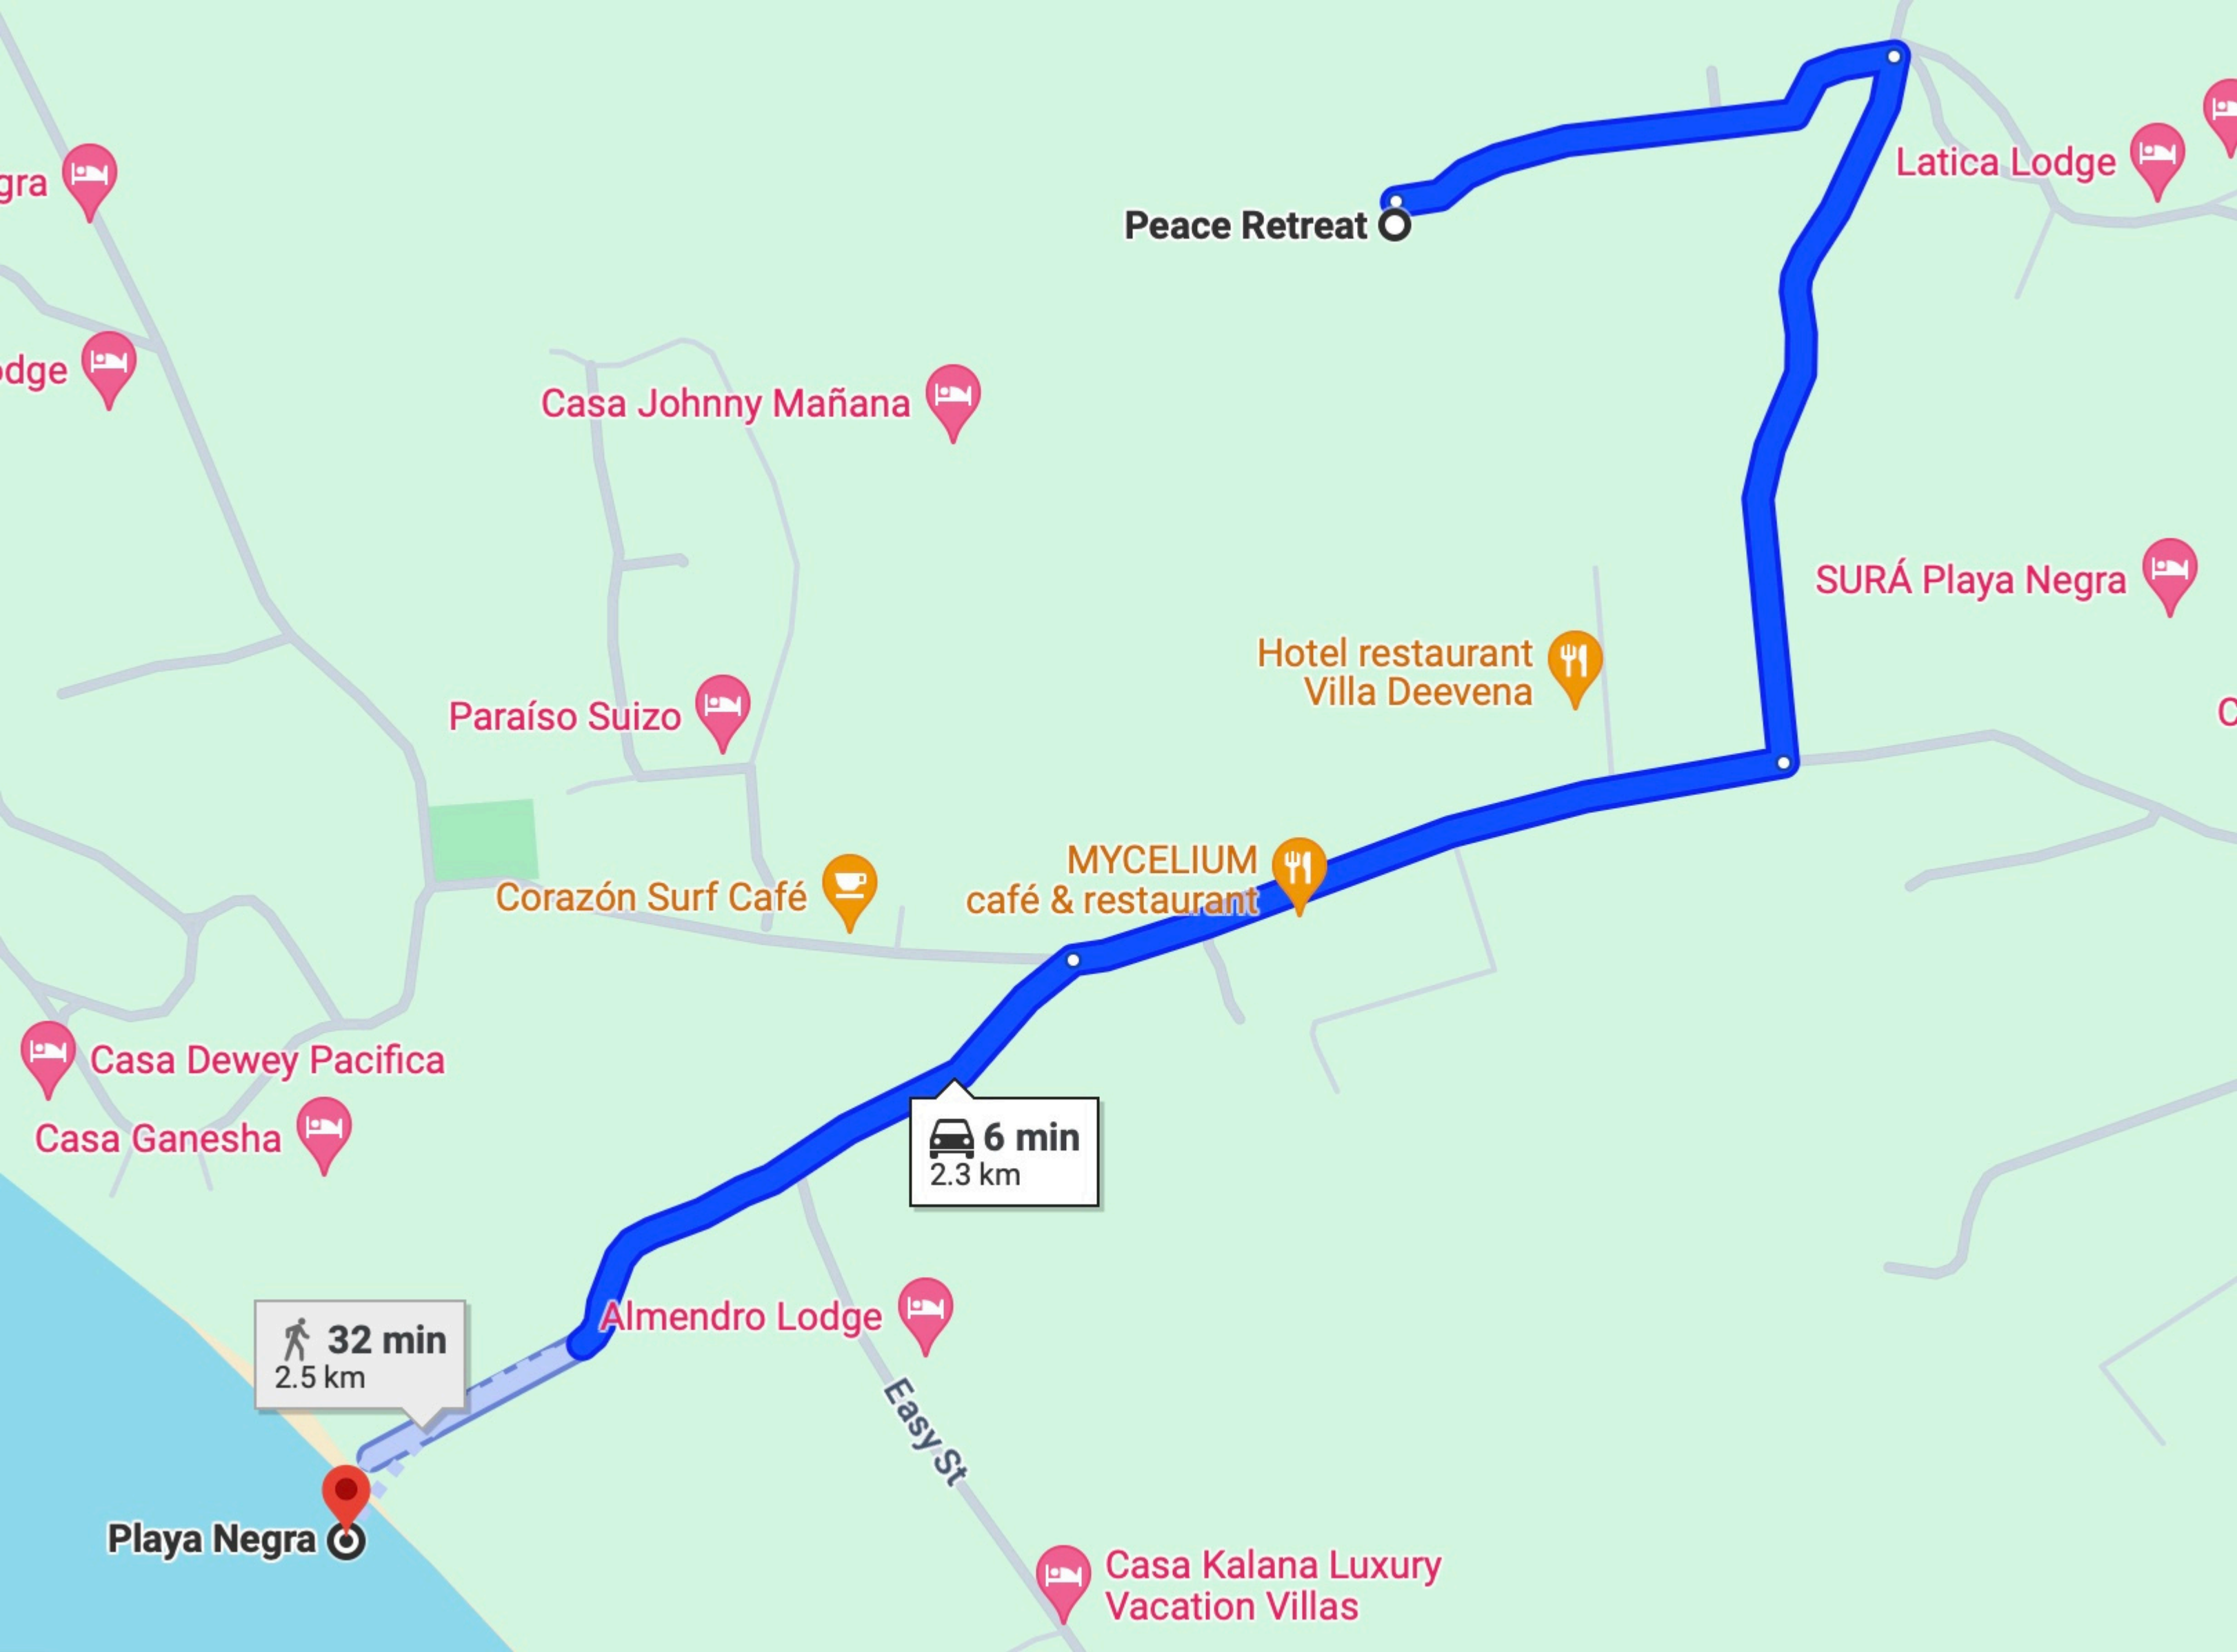 Peace Retreat
Latica Lodge
gra
odge
Casa Johnny Mañana
SURÁ Playa Negra
Hotel restaurant
Villa Deevena
Paraíso Suizo
C
MYCELIUM
café & restaurant
Corazón Surf Café
Casa Dewey Pacifica
Casa Ganesha
6 min
2.3 km
32 min
2.5 km
Almendro Lodge
Easy St
Playa Negra
Casa Kalana Luxury
Vacation Villas